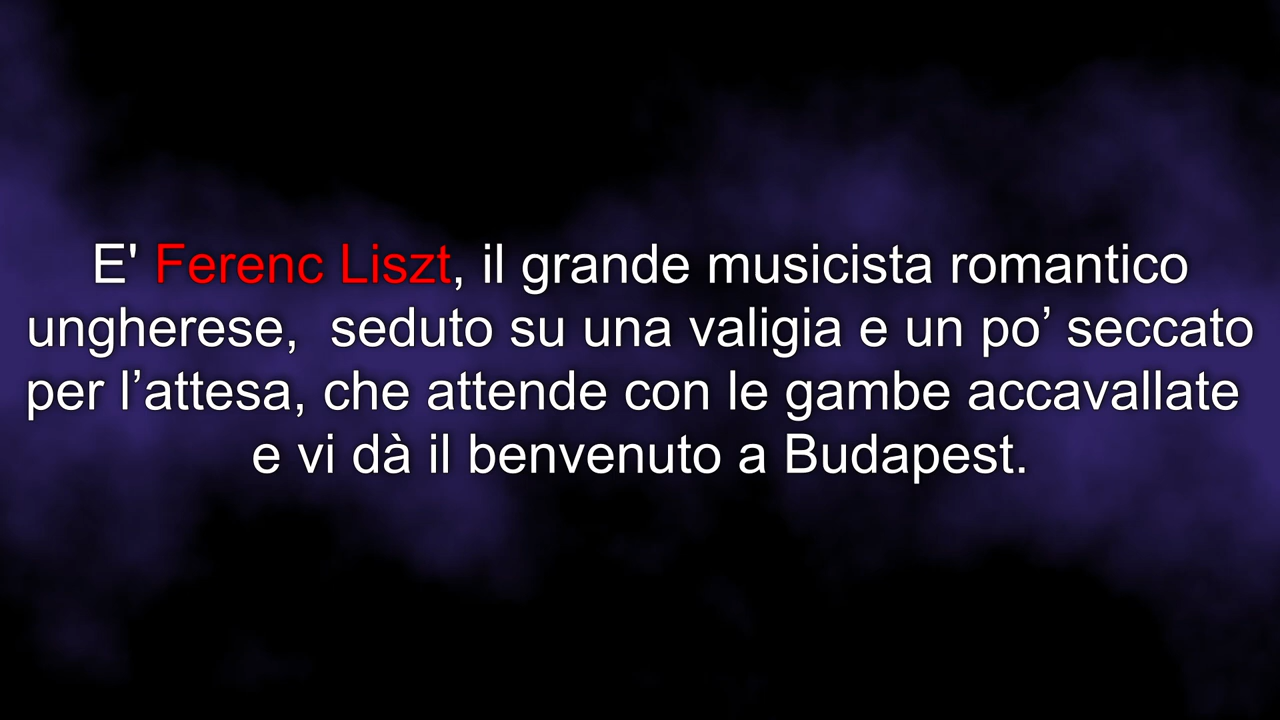 E' Ferenc Liszt, il grande musicista romantico
ungherese,  seduto su una valigia e un po’ seccato
per l’attesa, che attende con le gambe accavallate
e vi dà il benvenuto a Budapest.